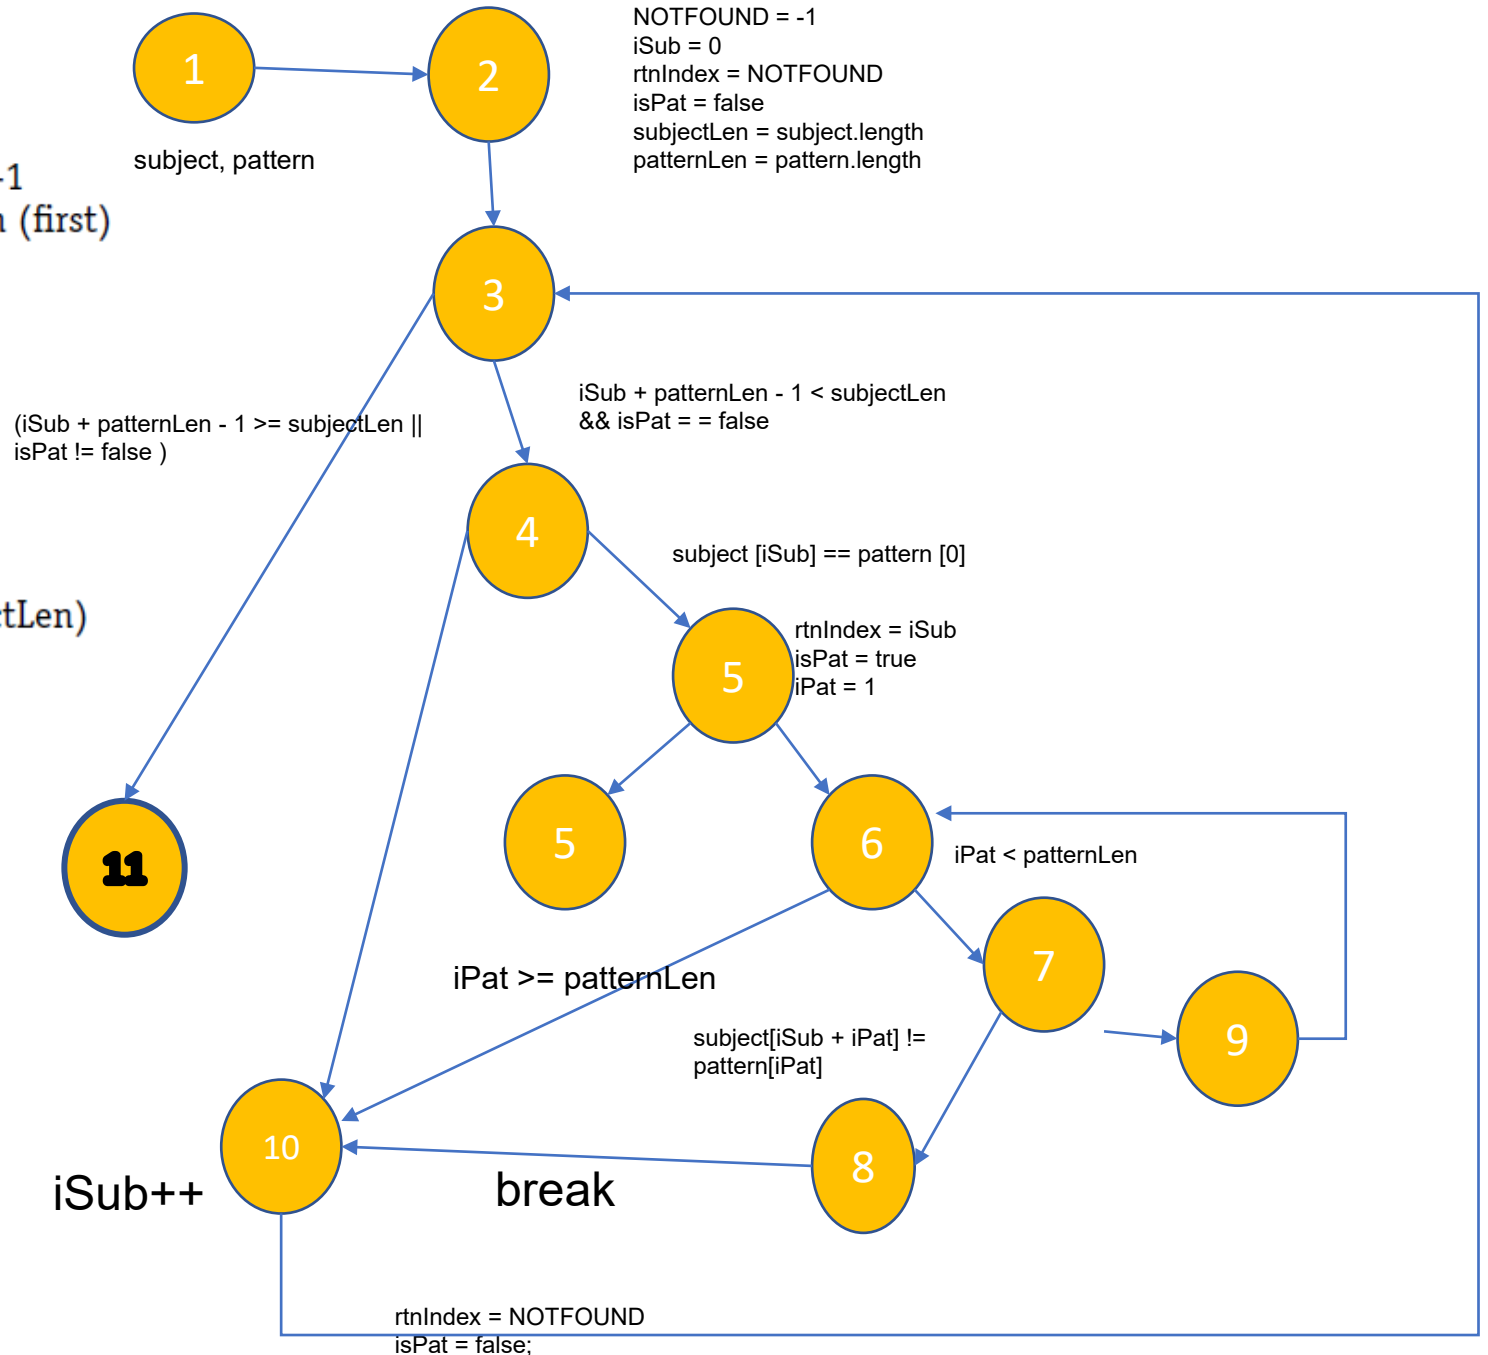 NOTFOUND = -1
iSub = 0
rtnIndex = NOTFOUND
isPat = false
subjectLen = subject.length
patternLen = pattern.length
1
2
subject, pattern
-1
(first)
3
iSub + patternLen - 1 < subjectLen
&& isPat = = false
(iSub + patternLen - 1 >= subjectLen ||
isPat != false )
4
subject [iSub] == pattern [0]
ctLen)
5
rtnIndex = iSub
isPat = true
iPat = 1
5
6
iPat < patternLen
11
7
iPat >= patternLen
subject[iSub + iPat] !=
pattern[iPat]
9
10
8
iSub++
break
rtnIndex = NOTFOUND
isPat = false;